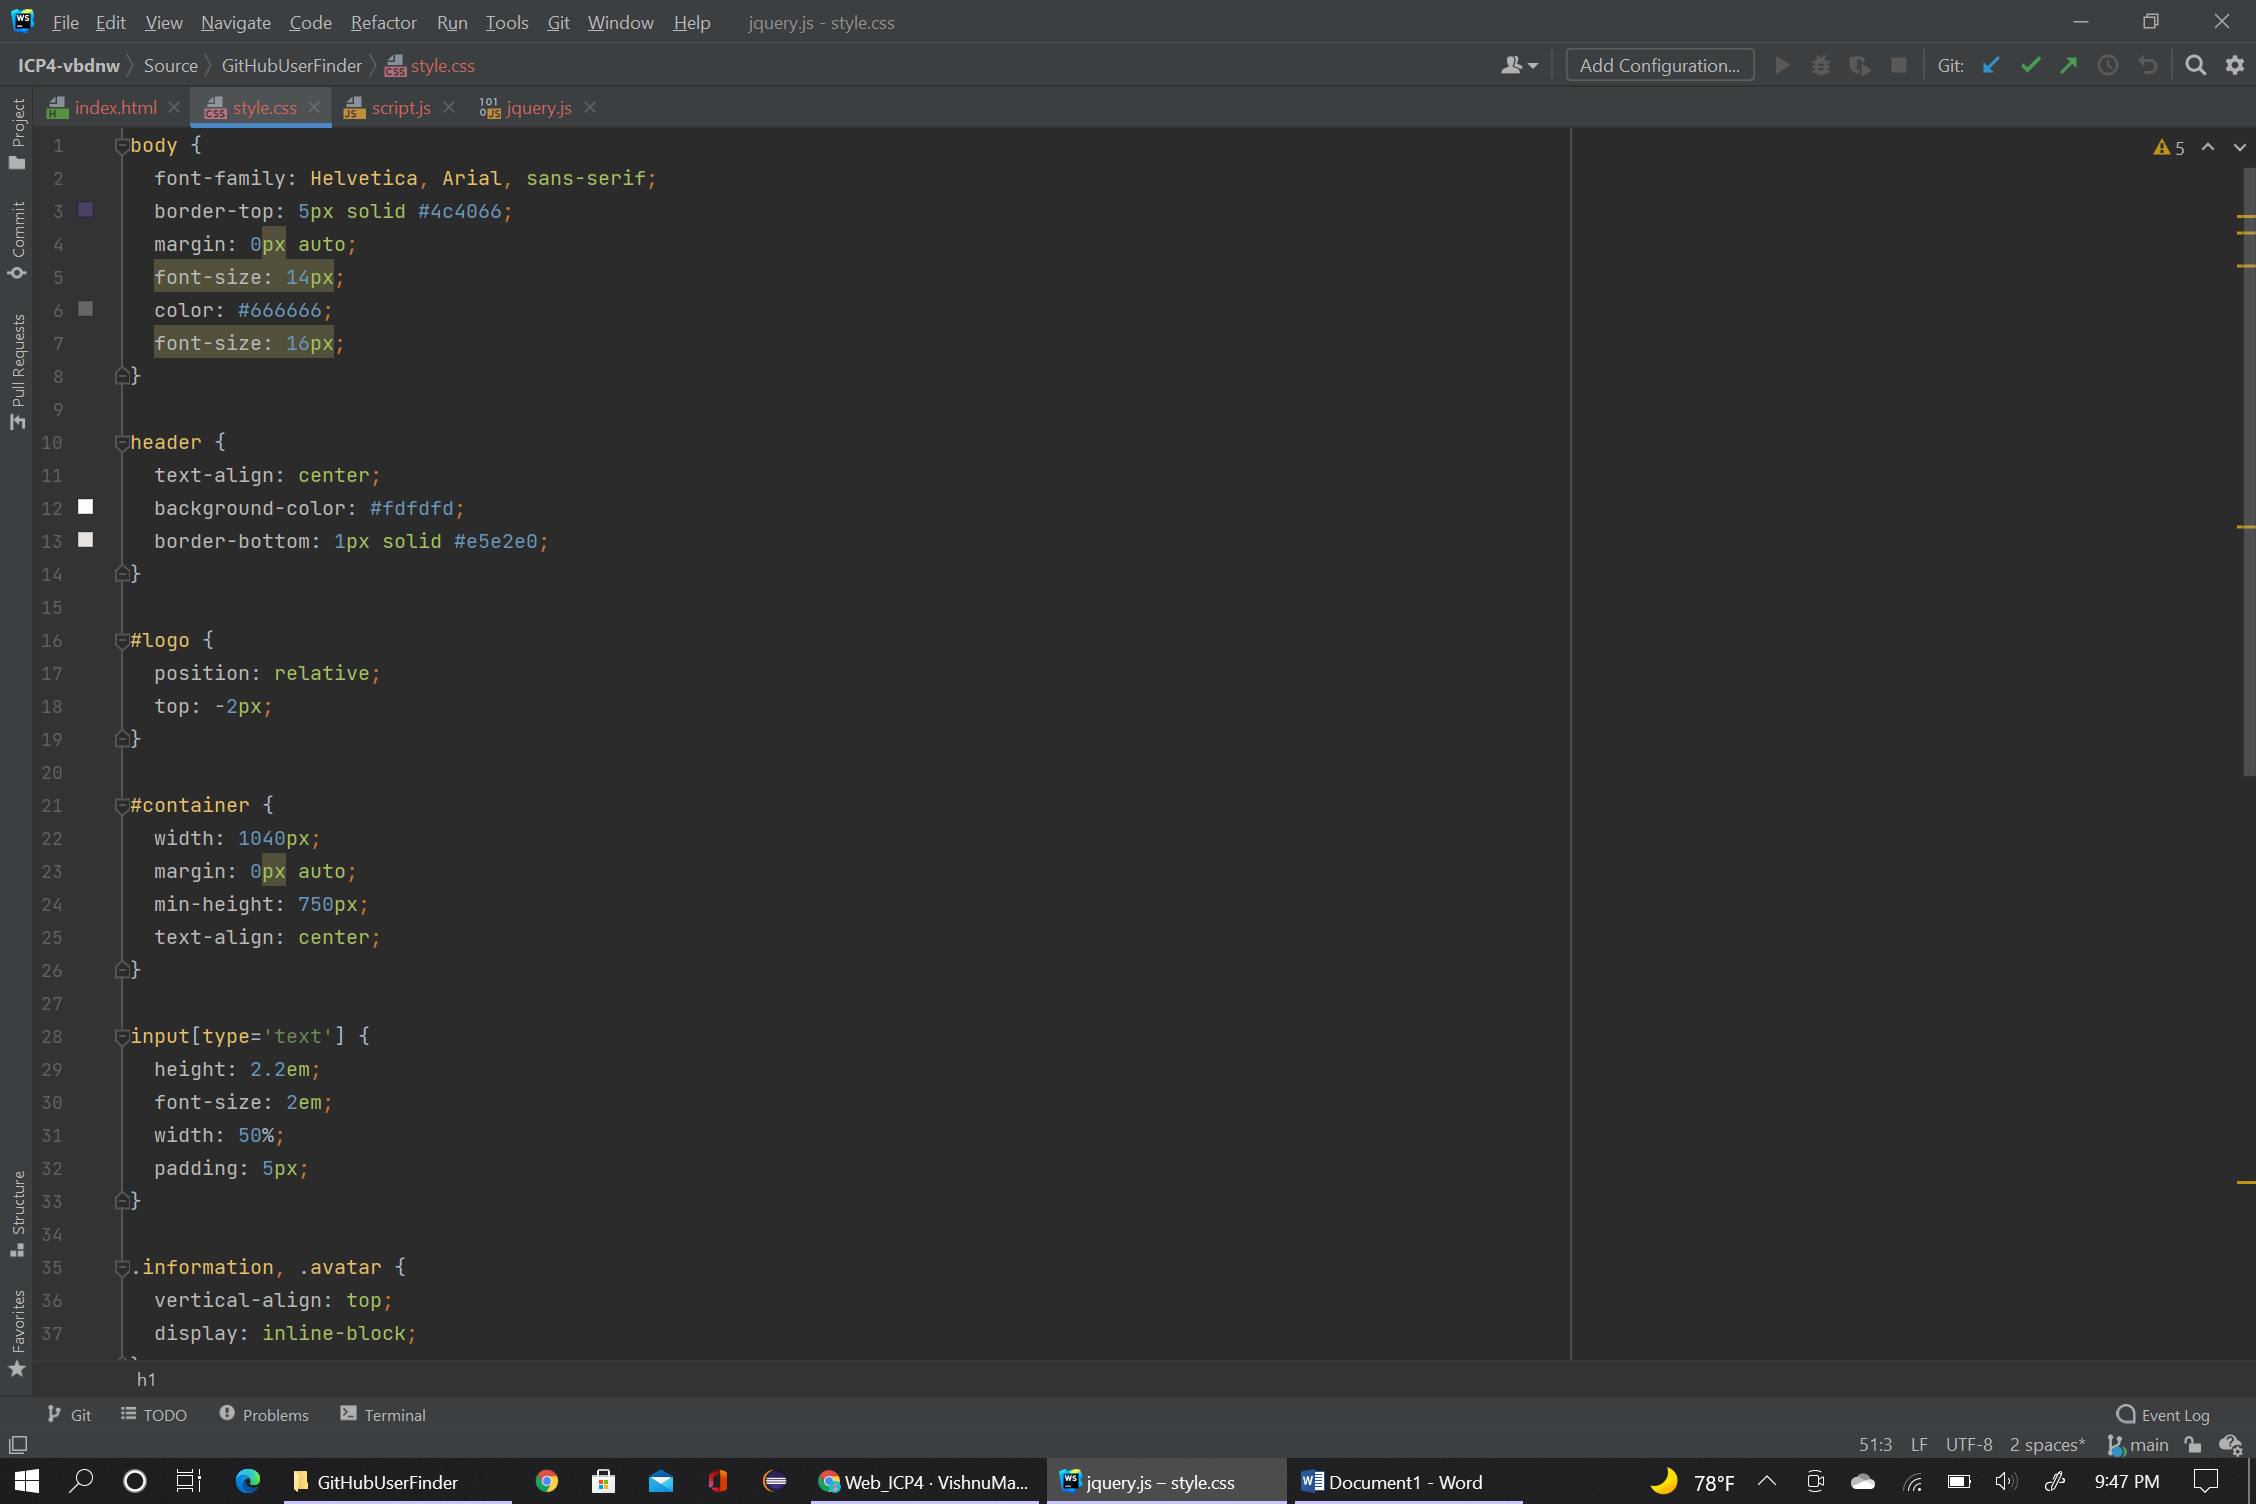 File Edit View Navigate Code Refactor Run Tools Git Window Help jquery.js - style.css
ICP4-vbdnw Source GitHubUserFinder style.css Add Configuration... Git:
index.html style.css script.js jquery.js
Project
Commit
Pull Requests
Structure
Favorites
5
1 body {
2 font-family: Helvetica, Arial, sans-serif;
3 border-top: 5px solid #4c4066;
4 margin: 0px auto;
5 font-size: 14px;
6 color: #666666;
7 font-size: 16px;
8 }
9
10 header {
11 text-align: center;
12 background-color: #fdfdfd;
13 border-bottom: 1px solid #e5e2e0;
14 }
15
16 #logo {
17 position: relative;
18 top: -2px;
19 }
20
21 #container {
22 width: 1040px;
23 margin: 0px auto;
24 min-height: 750px;
25 text-align: center;
26 }
27
28 input[type='text'] {
29 height: 2.2em;
30 font-size: 2em;
31 width: 50%;
32 padding: 5px;
33 }
34
35 .information, .avatar {
36 vertical-align: top;
37 display: inline-block;
h1
Git TODO Problems Terminal Event Log
51:3 LF UTF-8 2 spaces* main
GitHubUserFinder Web_ICP4 · VishnuMa... jquery.js – style.css Document1 - Word 78°F 9:47 PM